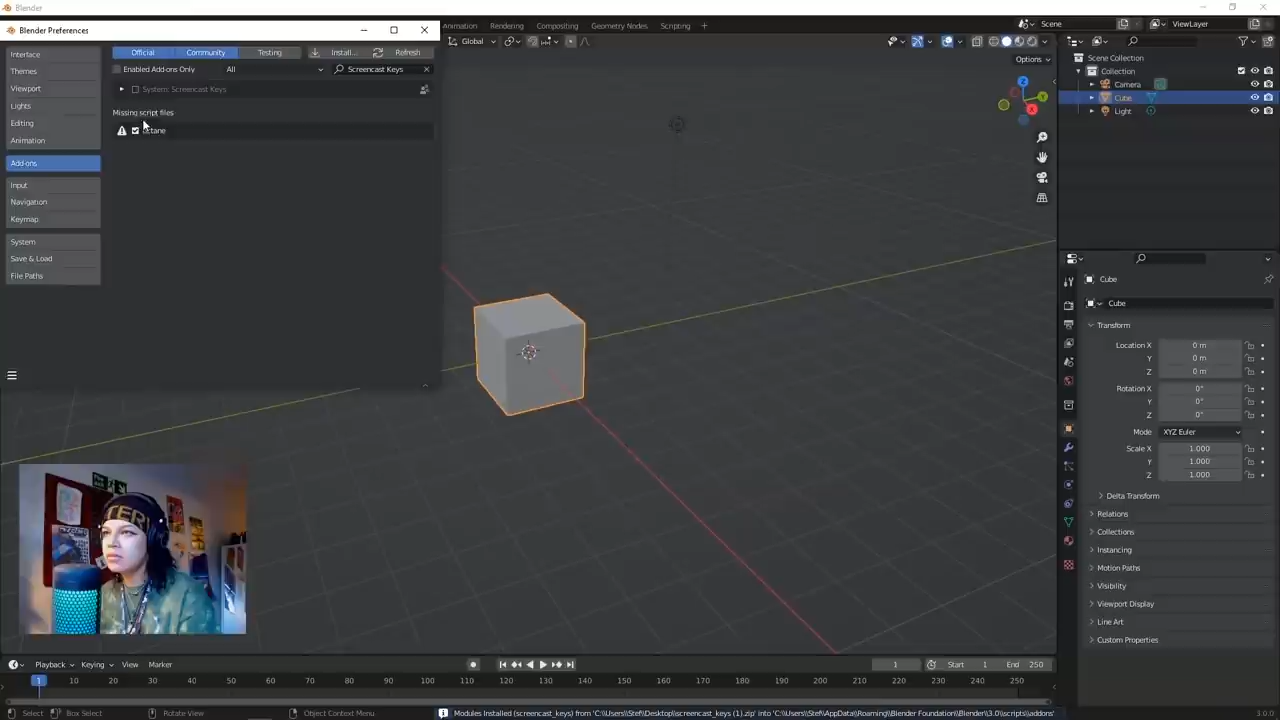 Blender
Blender Preferences
Animation Rendering Compositing Geometry Nodes Scripting +
Scene ViewLayer
Interface
Themes
Viewport
Lights
Editing
Animation
Add-ons
Input
Navigation
Keymap
System
Save & Load
File Paths
Official Community Testing Install... Refresh
Enabled Add-ons Only All Screencast Keys
System: Screencast Keys
Missing script files
octane
Global
Options
Z
Y
X
Scene Collection
Collection
Camera
Cube
Light
Cube
Cube
Transform
Location X 0 m
Y 0 m
Z 0 m
Rotation X 0°
Y 0°
Z 0°
Mode XYZ Euler
Scale X 1.000
Y 1.000
Z 1.000
Delta Transform
Relations
Collections
Instancing
Motion Paths
Visibility
Viewport Display
Line Art
Custom Properties
Playback Keying View Marker
1 Start 1 End 250
1 10 20 30 40 50 60 70 80 90 100 110 120 130 140 150 160 170 180 190 200 210 220 230 240 250
Select Box Select Rotate View Object Context Menu
Modules Installed (screencast_keys) from 'C:\\Users\\Stef\\Desktop\\screencast_keys (1).zip' into 'C:\\Users\\Stef\\AppData\\Roaming\\Blender Foundation\\Blender\\3.0\\scripts\\addons'
3.0.0